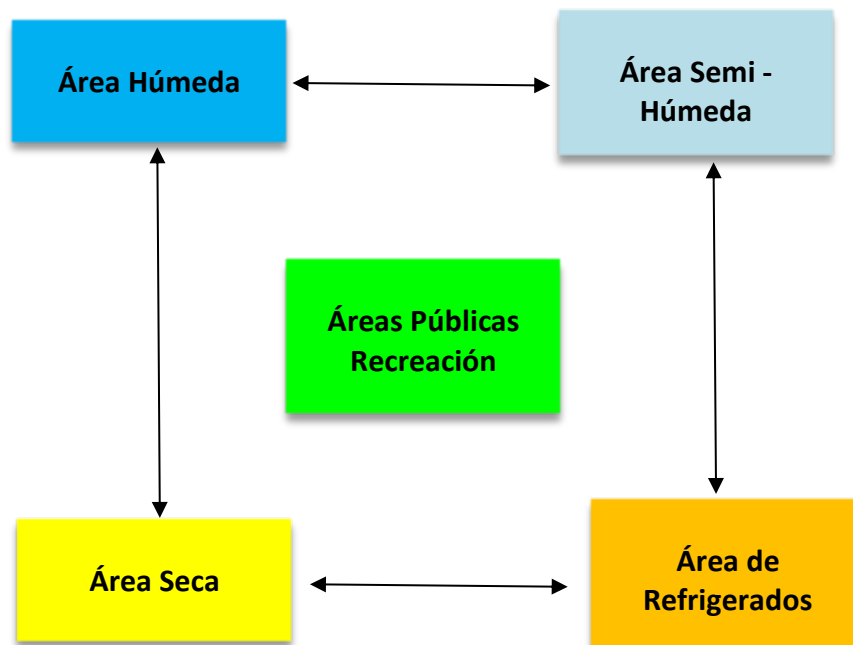 Área Húmeda
Área Semi -
Húmeda
Áreas Públicas
Recreación
Área Seca
Área de
Refrigerados